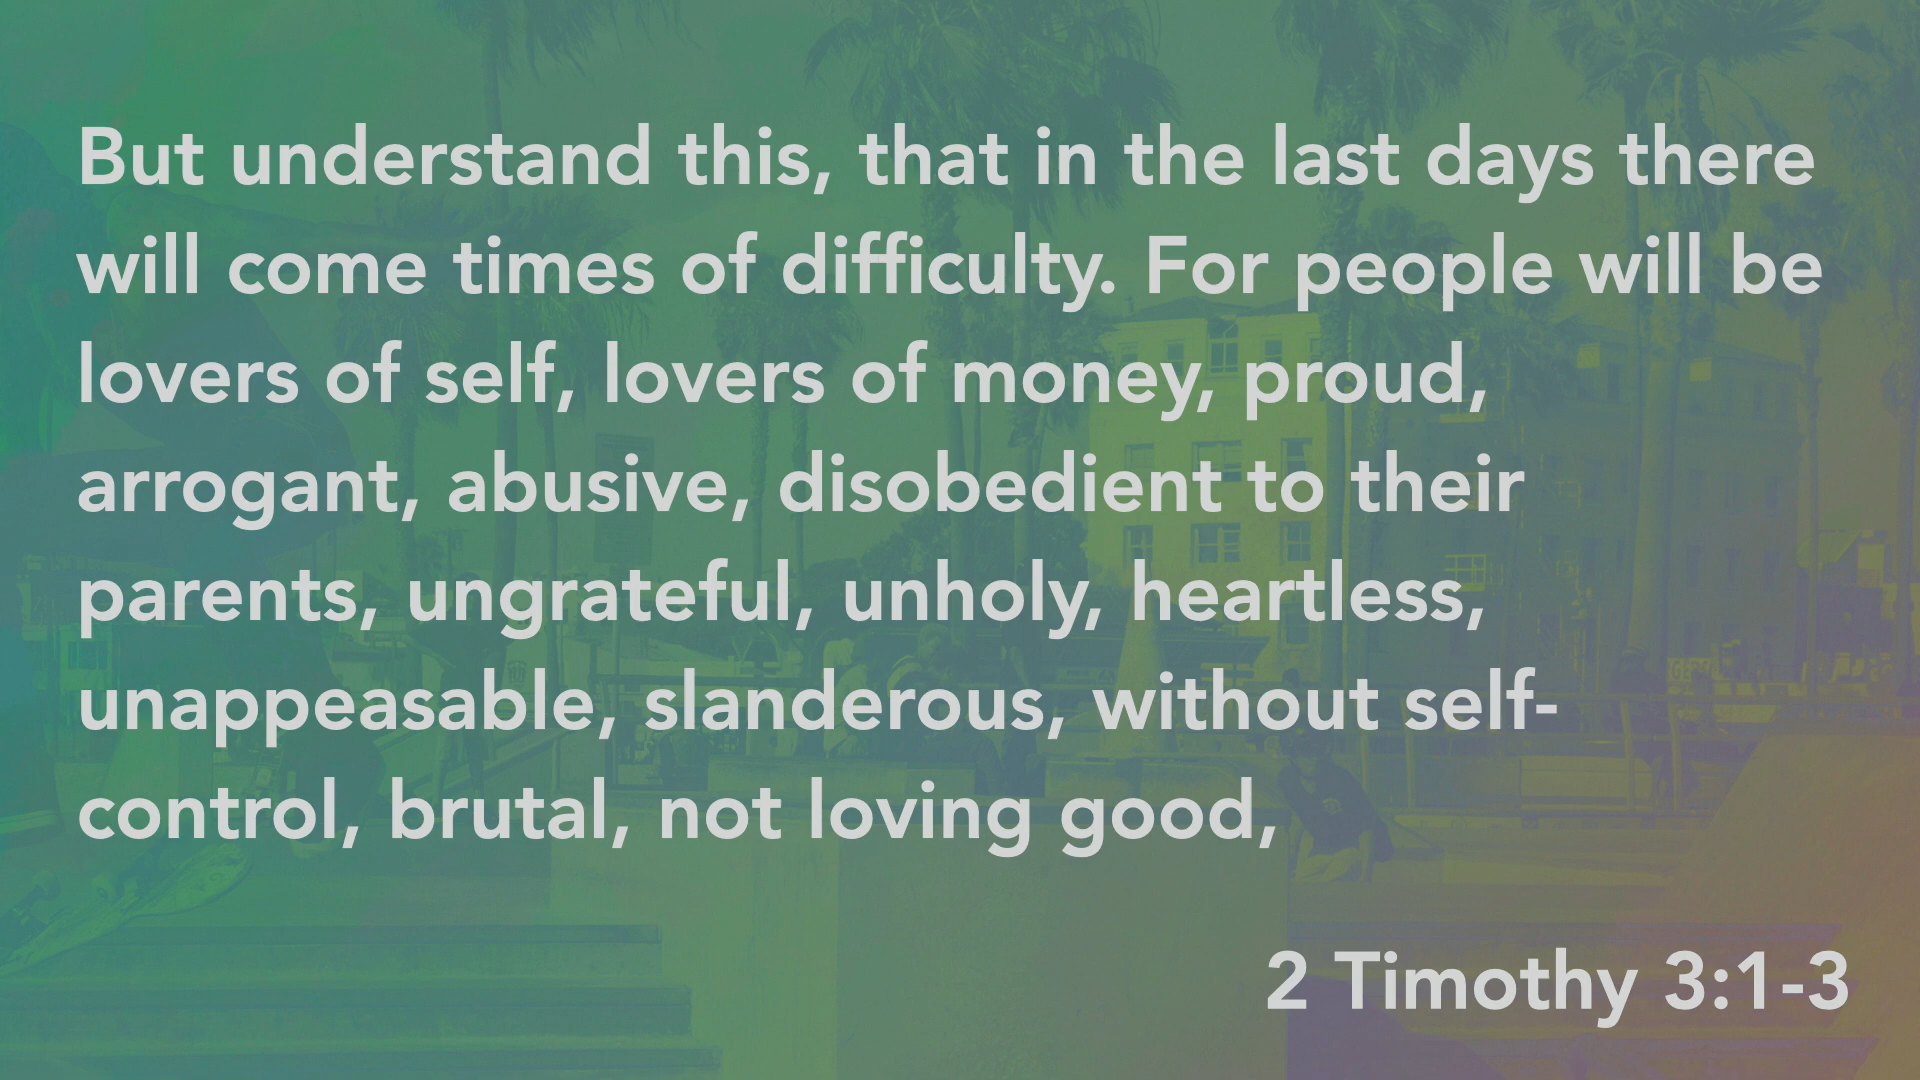 But understand this, that in the last days there
will come times of difficulty. For people will be
lovers of self, lovers of money, proud,
arrogant, abusive, disobedient to their
parents, ungrateful, unholy, heartless,
unappeasable, slanderous, without self-
control, brutal, not loving good,
2 Timothy 3:1-3